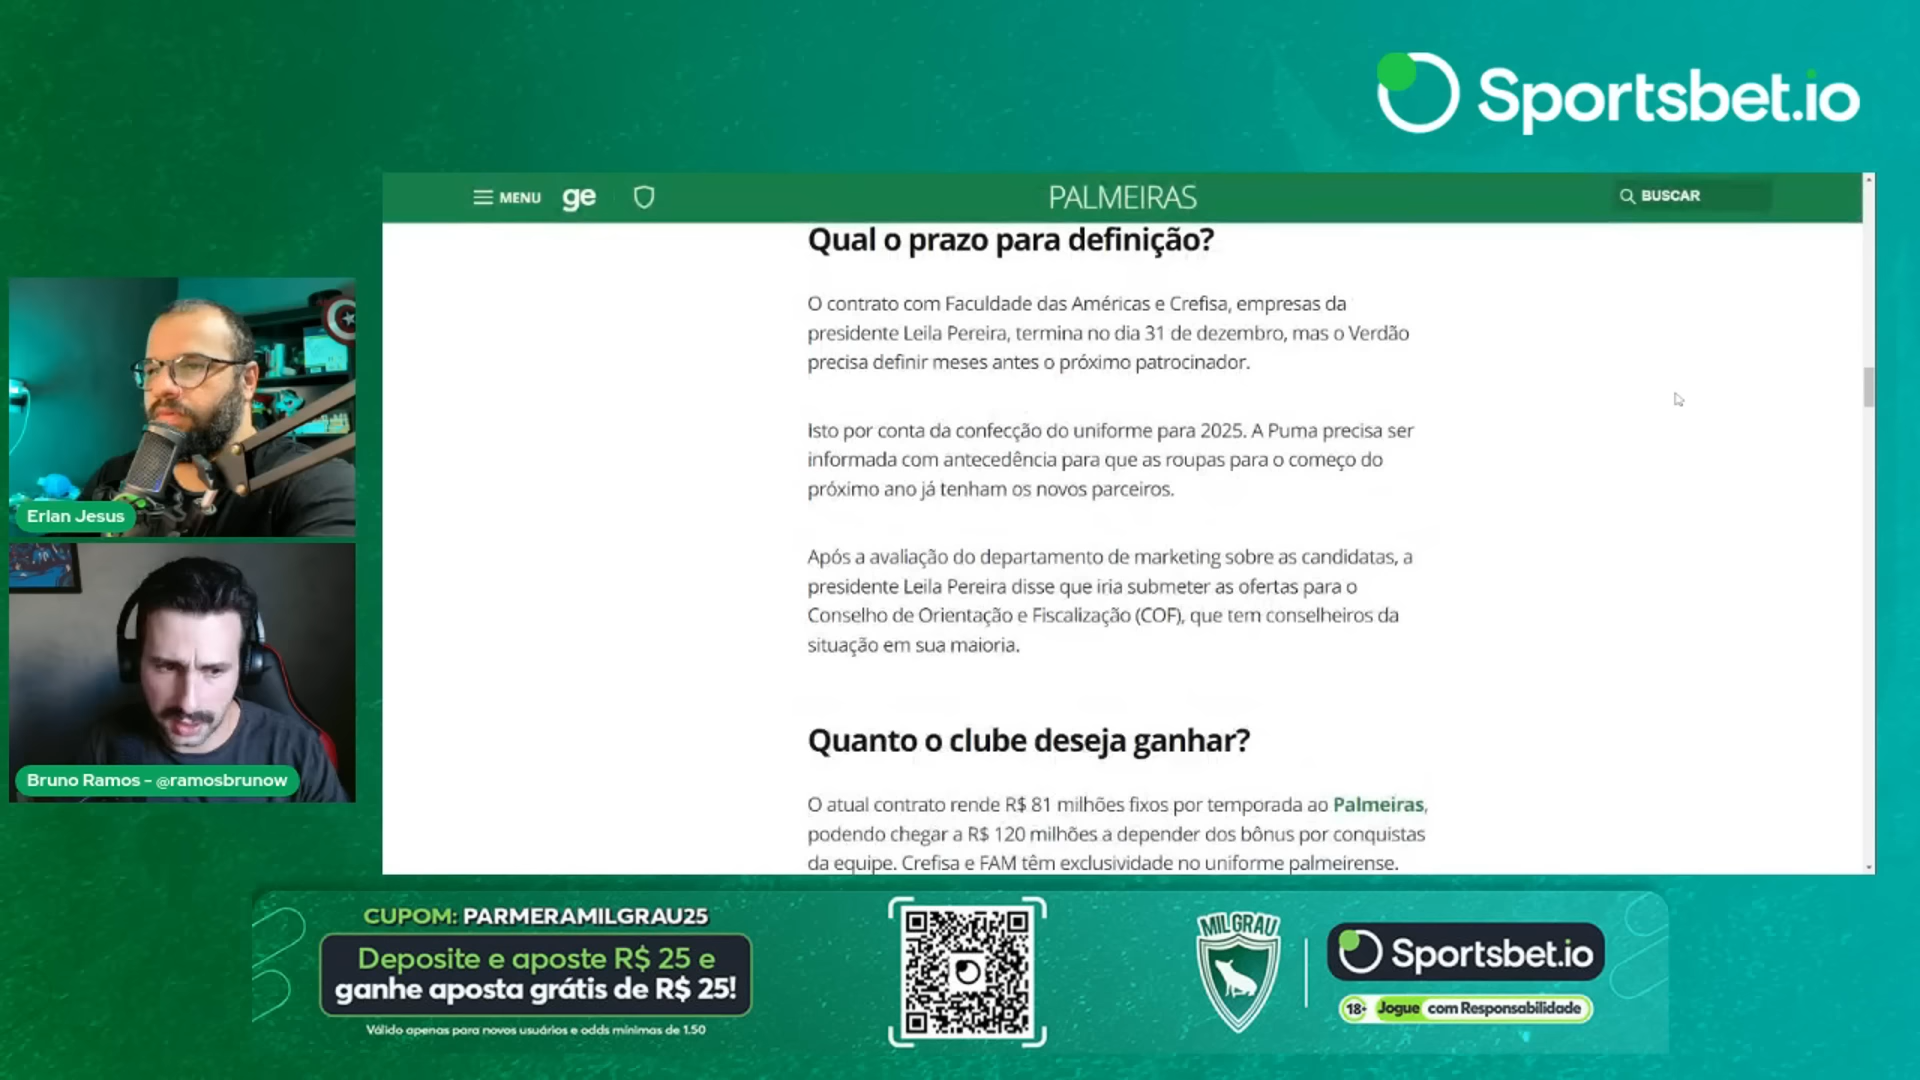 Sportsbet.io
MENU
ge
PALMEIRAS
BUSCAR
Qual o prazo para definição?
O contrato com Faculdade das Américas e Crefisa, empresas da
presidente Leila Pereira, termina no dia 31 de dezembro, mas o Verdão
precisa definir meses antes o próximo patrocinador.
Isto por conta da confecção do uniforme para 2025. A Puma precisa ser
informada com antecedência para que as roupas para o começo do
próximo ano já tenham os novos parceiros.
Após a avaliação do departamento de marketing sobre as candidatas, a
presidente Leila Pereira disse que iria submeter as ofertas para o
Conselho de Orientação e Fiscalização (COF), que tem conselheiros da
situação em sua maioria.
Quanto o clube deseja ganhar?
O atual contrato rende R$ 81 milhões fixos por temporada ao Palmeiras,
podendo chegar a R$ 120 milhões a depender dos bônus por conquistas
da equipe. Crefisa e FAM têm exclusividade no uniforme palmeirense.
Erlan Jesus
Bruno Ramos - @ramosbrunow
CUPOM: PARMERAMILGRAU25
Deposite e aposte R$ 25 e
ganhe aposta grátis de R$ 25!
Válido apenas para novos usuários e odds mínimas de 1.50
MILGRAU
Sportsbet.io
18+ Jogue com Responsabilidade